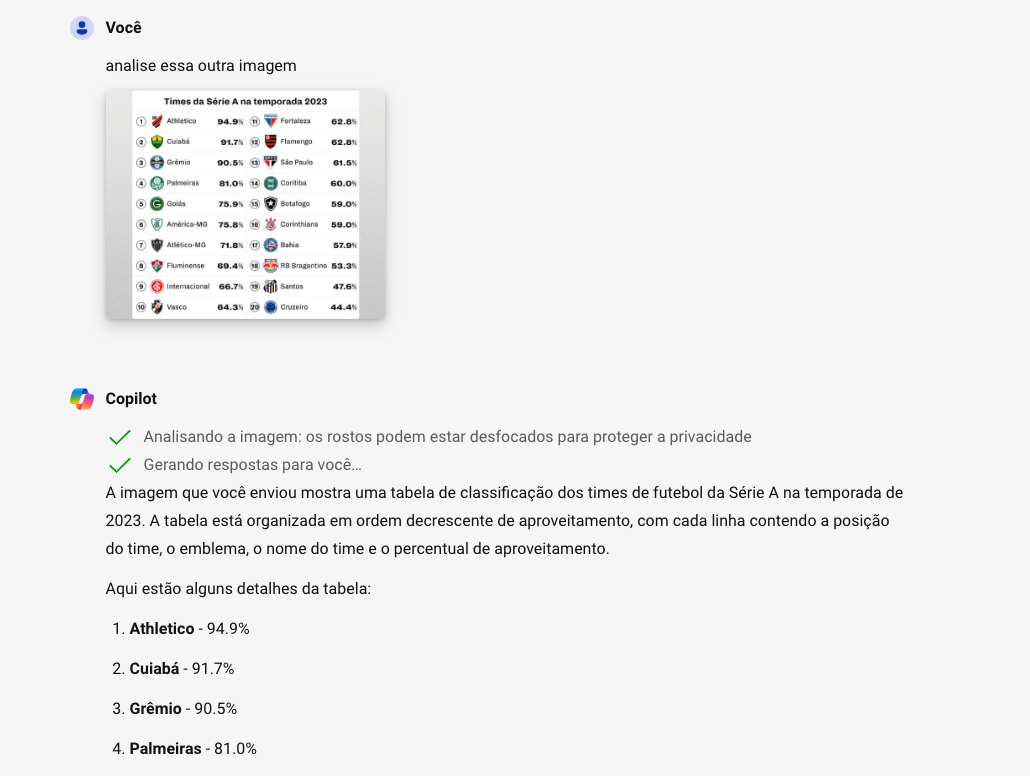 Você
analise essa outra imagem
Times da Série A na temporada 2023
1 Athletico 94.9% 11 Fortaleza 62.8%
2 Cuiabá 91.7% 12 Flamengo 62.8%
3 Grêmio 90.5% 13 São Paulo 61.5%
4 Palmeiras 81.0% 14 Coritiba 60.0%
5 Goiás 75.9% 15 Botafogo 59.0%
6 América-MG 75.8% 16 Corinthians 59.0%
7 Atlético-MG 71.8% 17 Bahia 57.9%
8 Fluminense 69.4% 18 RB Bragantino 53.3%
9 Internacional 66.7% 19 Santos 47.6%
10 Vasco 64.3% 20 Cruzeiro 44.4%
Copilot
Analisando a imagem: os rostos podem estar desfocados para proteger a privacidade
Gerando respostas para você…
A imagem que você enviou mostra uma tabela de classificação dos times de futebol da Série A na temporada de
2023. A tabela está organizada em ordem decrescente de aproveitamento, com cada linha contendo a posição
do time, o emblema, o nome do time e o percentual de aproveitamento.
Aqui estão alguns detalhes da tabela:
1. Athletico - 94.9%
2. Cuiabá - 91.7%
3. Grêmio - 90.5%
4. Palmeiras - 81.0%